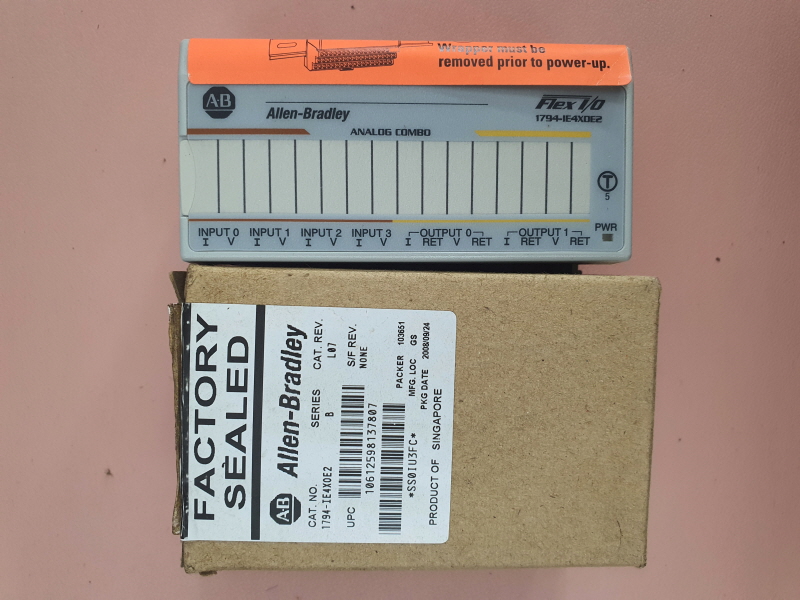 Wrapper must be
removed prior to power-up.
A·B
Allen-Bradley
Flex I/O
1794-IE4XOE2
ANALOG COMBO
T
5
PWR
INPUT 0 INPUT 1 INPUT 2 INPUT 3 OUTPUT 0 OUTPUT 1
I V I V I V I V I RET V RET I RET V RET
FACTORY
SEALED
AB Allen-Bradley
CAT. NO. SERIES CAT. REV.
1794-IE4XOE2 B L07
UPC S/F REV.
NONE
10612598137807
PACKER 103651
MFG. LOC GS
PKG DATE 2008/09/24
*SS0IU3FC*
PRODUCT OF SINGAPORE